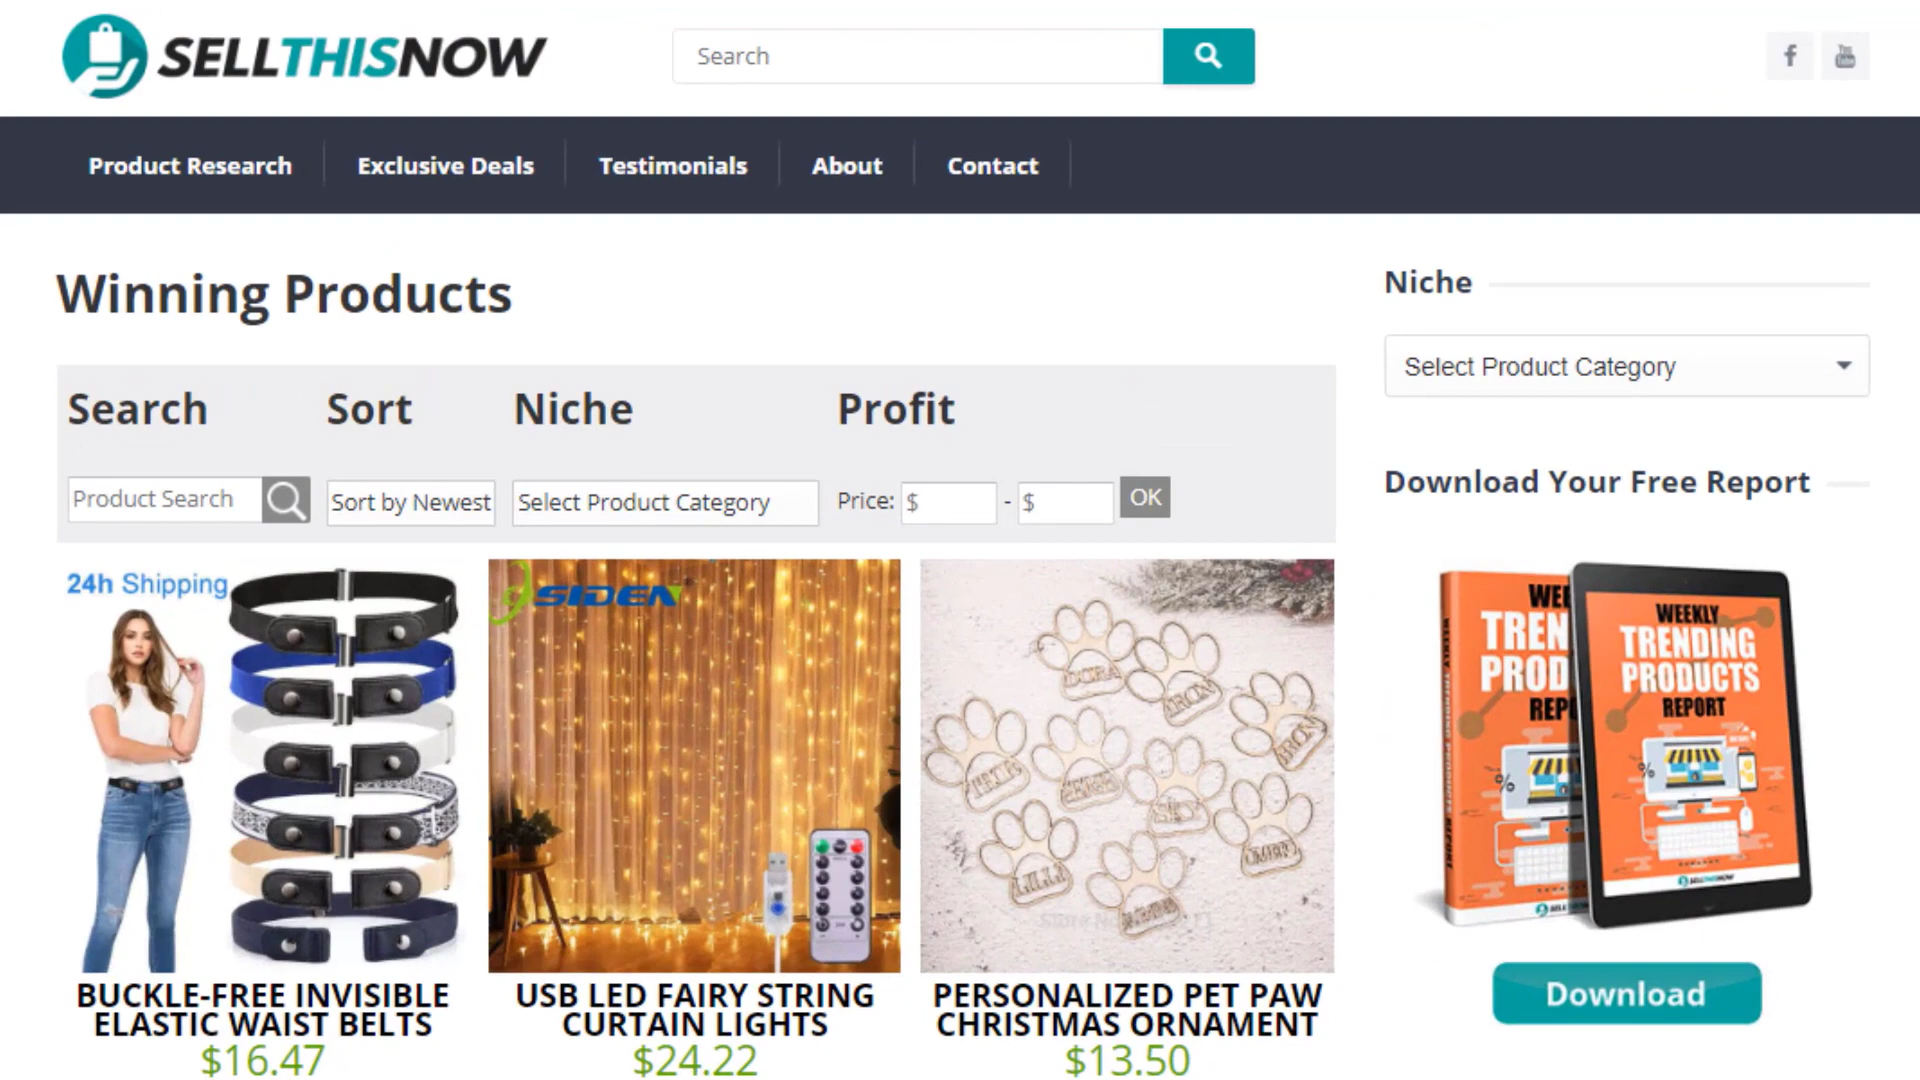 SELLTHISNOW
Search
Product Research
Exclusive Deals
Testimonials
About
Contact
Winning Products
Search
Sort
Niche
Profit
Product Search
Sort by Newest
Select Product Category
Price: $ - $ OK
24h Shipping
SIDEN
DORA
LILLI
BUCKLE-FREE INVISIBLE
ELASTIC WAIST BELTS
$16.47
USB LED FAIRY STRING
CURTAIN LIGHTS
$24.22
PERSONALIZED PET PAW
CHRISTMAS ORNAMENT
$13.50
Niche
Select Product Category
Download Your Free Report
WEEKLY
TRENDING
PRODUCTS
REPORT
SELLTHISNOW
Download